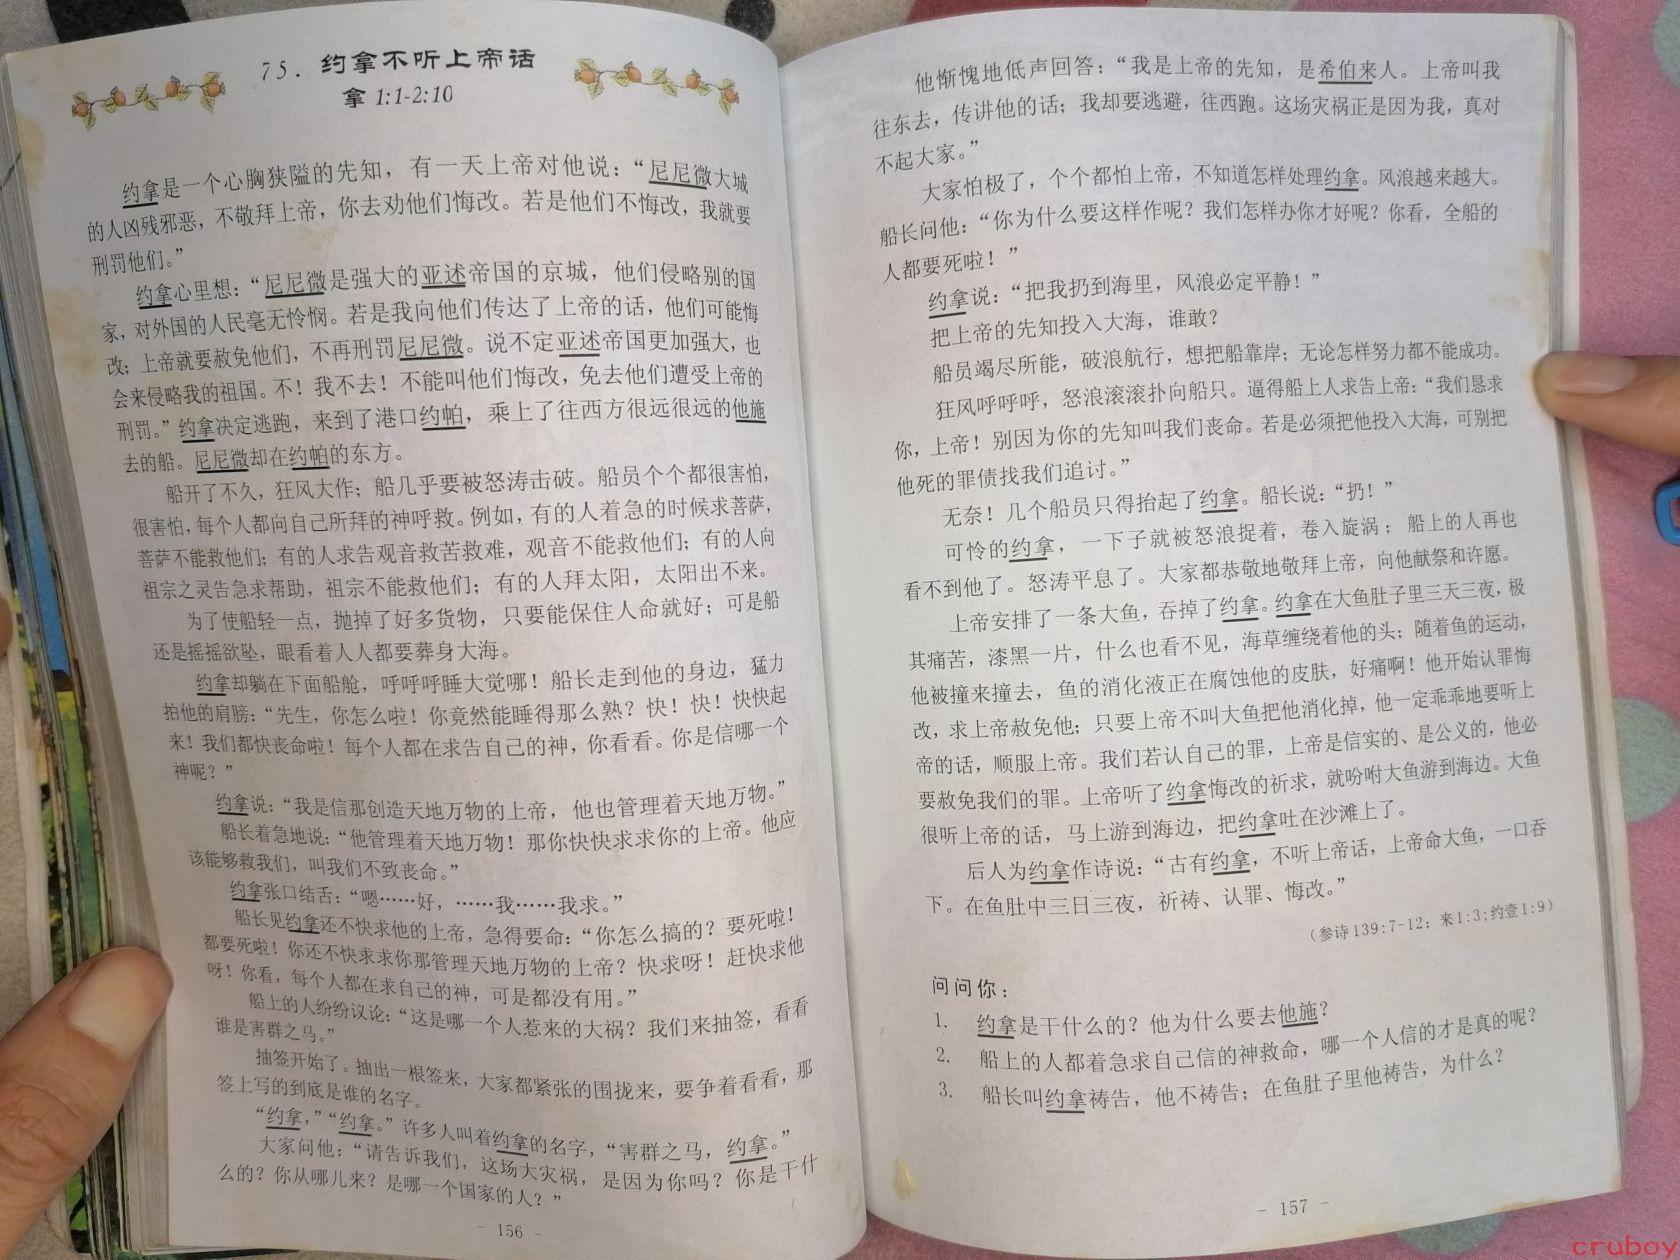 75. 约拿不听上帝话
拿 1:1-2:10
约拿是一个心胸狭隘的先知，有一天上帝对他说：“尼尼微大城
的人凶残邪恶，不敬拜上帝，你去劝他们悔改。若是他们不悔改，我就要
刑罚他们。”
约拿心里想：“尼尼微是强大的亚述帝国的京城，他们侵略别的国
家，对外国的人民毫无怜悯。若是我向他们传达了上帝的话，他们可能悔
改；上帝就要赦免他们，不再刑罚尼尼微。说不定亚述帝国更加强大，也
会来侵略我的祖国。不！我不去！不能叫他们悔改，免去他们遭受上帝的
刑罚。”约拿决定逃跑，来到了港口约帕，乘上了往西方很远很远的他施
去的船。尼尼微却在约帕的东方。
船开了不久，狂风大作；船几乎要被怒涛击破。船员个个都很害怕，
很害怕，每个人都向自己所拜的神呼救。例如，有的人着急的时候求菩萨，
菩萨不能救他们；有的人求告观音救苦救难，观音不能救他们；有的人向
祖宗之灵告急求帮助，祖宗不能救他们；有的人拜太阳，太阳出不来。
为了使船轻一点，抛掉了好多货物，只要能保住人命就好；可是船
还是摇摇欲坠，眼看着人人都要葬身大海。
约拿却躺在下面船舱，呼呼呼睡大觉哪！船长走到他的身边，猛力
拍他的肩膀：“先生，你怎么啦！你竟然能睡得那么熟？快！快！快快起
来！我们都快丧命啦！每个人都在求告自己的神，你看看。你是信哪一个
神呢？”
约拿说：“我是信那创造天地万物的上帝，他也管理着天地万物。”
船长着急地说：“他管理着天地万物！那你快快求求你的上帝。他应
该能够救我们，叫我们不致丧命。”
约拿张口结舌：“嗯……好，……我……我求。”
船长见约拿还不快求他的上帝，急得要命：“你怎么搞的？要死啦！
都要死啦！你还不快求求你那管理天地万物的上帝？快求呀！赶快求他
呀！你看，每个人都在求自己的神，可是都没有用。”
船上的人纷纷议论：“这是哪一个人惹来的大祸？我们来抽签，看看
谁是害群之马。”
抽签开始了。抽出一根签来，大家都紧张的围拢来，要争着看看，那
签上写的到底是谁的名字。
“约拿，”“约拿。”许多人叫着约拿的名字，“害群之马，约拿。”
大家问他：“请告诉我们，这场大灾祸，是因为你吗？你是干什
么的？你从哪儿来？是哪一个国家的人？”
- 156 -
他惭愧地低声回答：“我是上帝的先知，是希伯来人。上帝叫我
往东去，传讲他的话；我却要逃避，往西跑。这场灾祸正是因为我，真对
不起大家。”
大家怕极了，个个都怕上帝，不知道怎样处理约拿。风浪越来越大。
船长问他：“你为什么要这样作呢？我们怎样办你才好呢？你看，全船的
人都要死啦！”
约拿说：“把我扔到海里，风浪必定平静！”
把上帝的先知投入大海，谁敢？
船员竭尽所能，破浪航行，想把船靠岸；无论怎样努力都不能成功。
狂风呼呼呼，怒浪滚滚扑向船只。逼得船上人求告上帝：“我们恳求
你，上帝！别因为你的先知叫我们丧命。若是必须把他投入大海，可别把
他死的罪债找我们追讨。”
无奈！几个船员只得抬起了约拿。船长说：“扔！”
可怜的约拿，一下子就被怒浪捉着，卷入旋涡；船上的人再也
看不到他了。怒涛平息了。大家都恭敬地敬拜上帝，向他献祭和许愿。
上帝安排了一条大鱼，吞掉了约拿。约拿在大鱼肚子里三天三夜，极
其痛苦，漆黑一片，什么也看不见，海草缠绕着他的头；随着鱼的运动，
他被撞来撞去，鱼的消化液正在腐蚀他的皮肤，好痛啊！他开始认罪悔
改，求上帝赦免他；只要上帝不叫大鱼把他消化掉，他一定乖乖地要听上
帝的话，顺服上帝。我们若认自己的罪，上帝是信实的、是公义的，他必
要赦免我们的罪。上帝听了约拿悔改的祈求，就吩咐大鱼游到海边。大鱼
很听上帝的话，马上游到海边，把约拿吐在沙滩上了。
后人为约拿作诗说：“古有约拿，不听上帝话，上帝命大鱼，一口吞
下。在鱼肚中三日三夜，祈祷、认罪、悔改。”
（参诗 139:7-12；来1:3;约壹1:9）
问问你：
1. 约拿是干什么的？他为什么要去他施？
2. 船上的人都着急求自己信的神救命，哪一个人信的才是真的呢？
3. 船长叫约拿祷告，他不祷告；在鱼肚子里他祷告，为什么？
- 157 -
cruboy